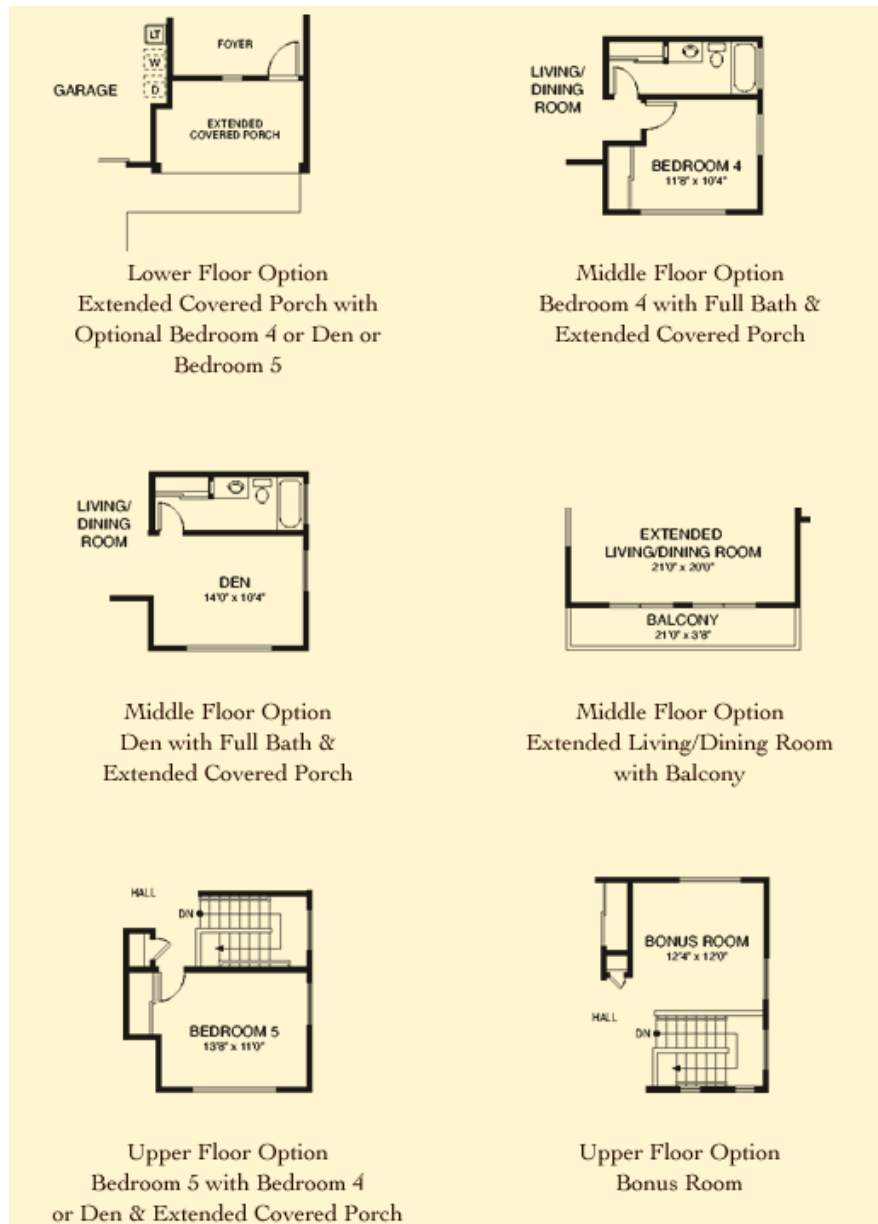 LT
W
D
FOYER
GARAGE
EXTENDED
COVERED PORCH
Lower Floor Option
Extended Covered Porch with
Optional Bedroom 4 or Den or
Bedroom 5
LIVING/
DINING
ROOM
BEDROOM 4
11'8" x 10'4"
Middle Floor Option
Bedroom 4 with Full Bath &
Extended Covered Porch
LIVING/
DINING
ROOM
DEN
14'0" x 10'4"
Middle Floor Option
Den with Full Bath &
Extended Covered Porch
EXTENDED
LIVING/DINING ROOM
21'0" x 20'0"
BALCONY
21'0" x 3'8"
Middle Floor Option
Extended Living/Dining Room
with Balcony
HALL
DN
BEDROOM 5
13'8" x 11'0"
Upper Floor Option
Bedroom 5 with Bedroom 4
or Den & Extended Covered Porch
BONUS ROOM
12'4" x 12'0"
HALL
DN
Upper Floor Option
Bonus Room